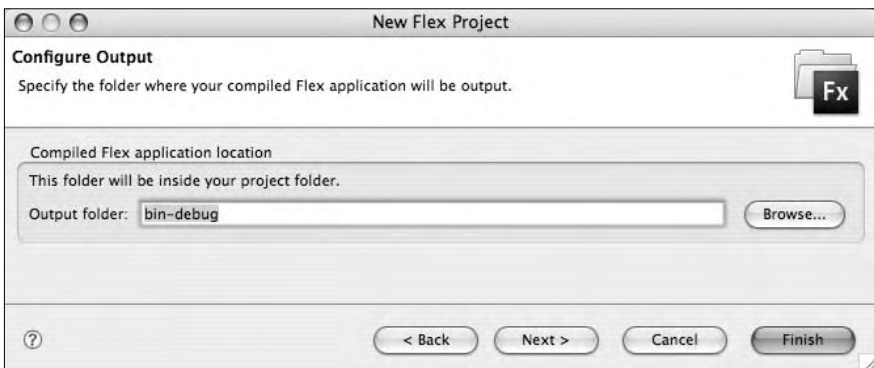 New Flex Project
Configure Output
Specify the folder where your compiled Flex application will be output.
Fx
Compiled Flex application location
This folder will be inside your project folder.
Output folder: bin-debug Browse...
? < Back Next > Cancel Finish